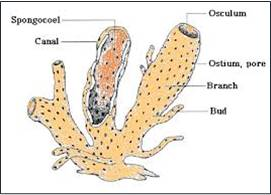 Osculum
Spongocoel
Canal
Ostium, pore
Branch
Bud